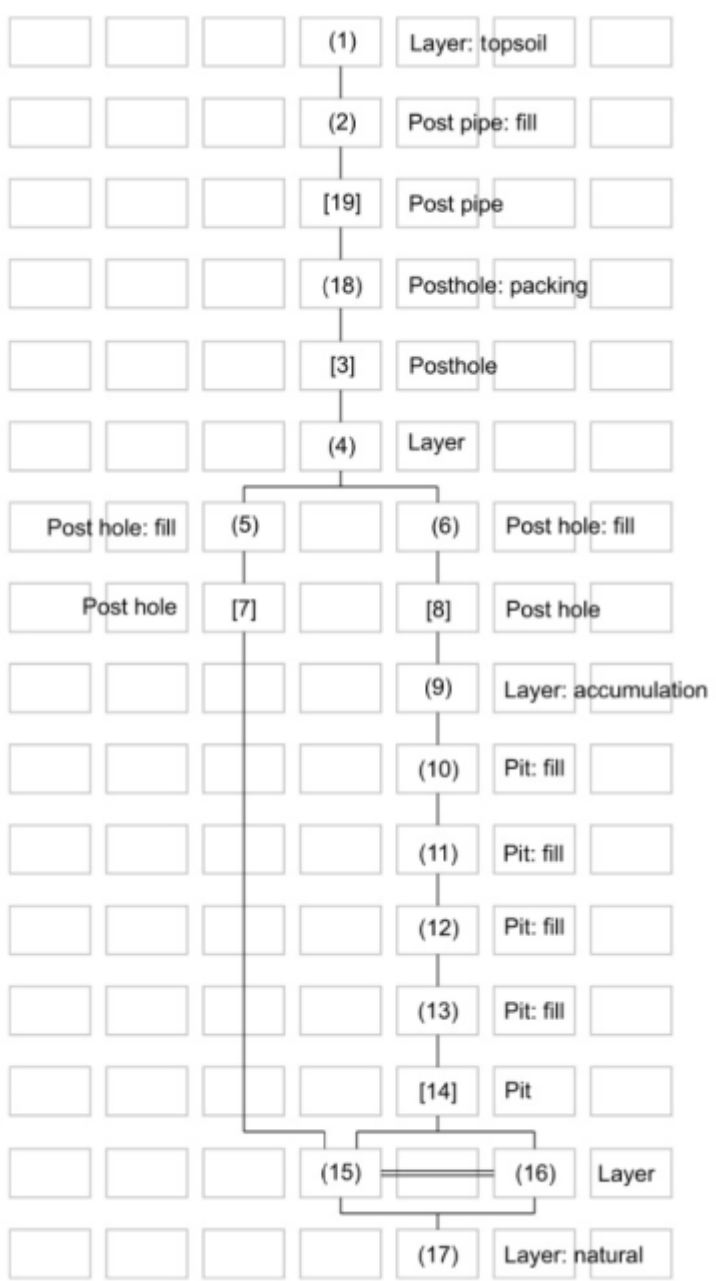 (1) Layer: topsoil
(2) Post pipe: fill
[19] Post pipe
(18) Posthole: packing
[3] Posthole
(4) Layer
Post hole: fill (5) (6) Post hole: fill
Post hole [7] [8] Post hole
(9) Layer: accumulation
(10) Pit: fill
(11) Pit: fill
(12) Pit: fill
(13) Pit: fill
[14] Pit
(15) (16) Layer
(17) Layer: natural